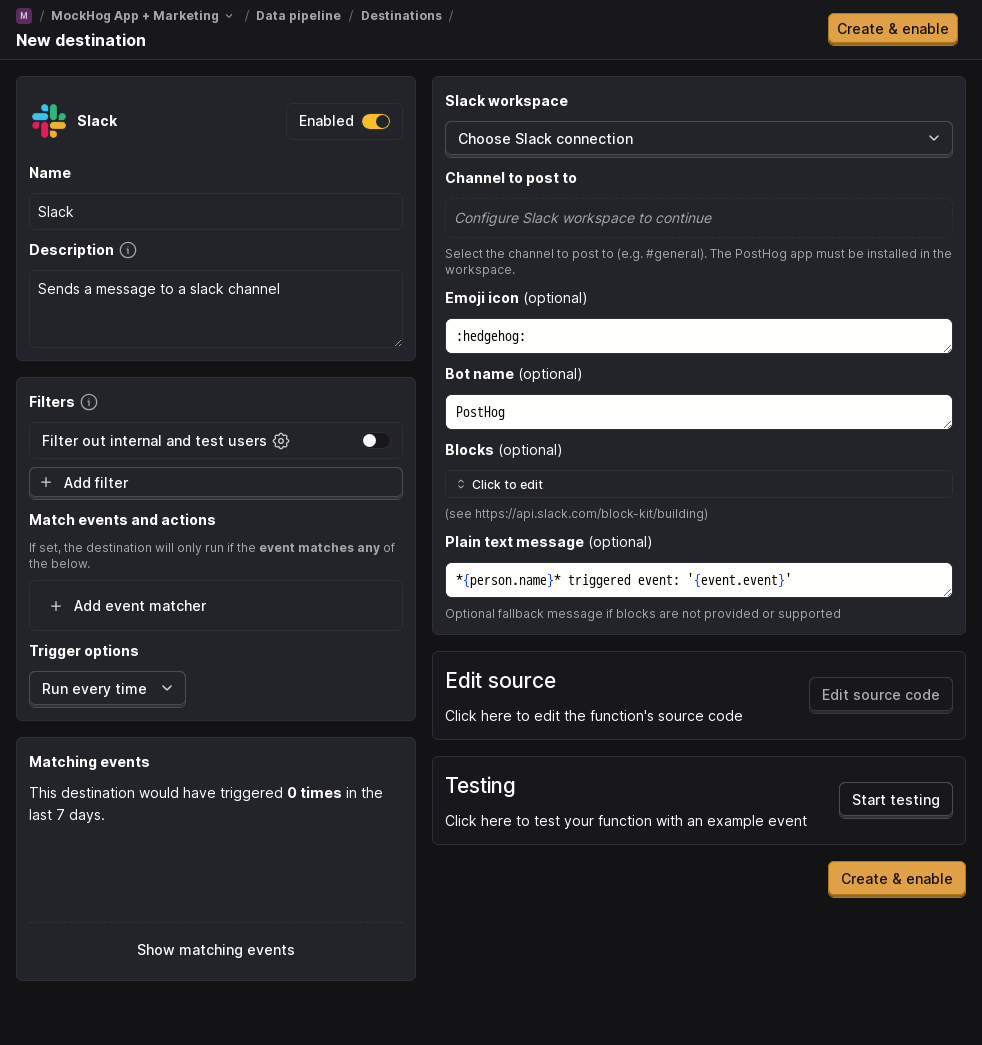 M / MockHog App + Marketing / Data pipeline / Destinations /
New destination
Create & enable
Slack
Enabled
Name
Slack
Description
Sends a message to a slack channel
Filters
Filter out internal and test users
Add filter
Match events and actions
If set, the destination will only run if the event matches any of
the below.
Add event matcher
Trigger options
Run every time
Matching events
This destination would have triggered 0 times in the
last 7 days.
Show matching events
Slack workspace
Choose Slack connection
Channel to post to
Configure Slack workspace to continue
Select the channel to post to (e.g. #general). The PostHog app must be installed in the
workspace.
Emoji icon (optional)
:hedgehog:
Bot name (optional)
PostHog
Blocks (optional)
Click to edit
(see https://api.slack.com/block-kit/building)
Plain text message (optional)
*{person.name}* triggered event: '{event.event}'
Optional fallback message if blocks are not provided or supported
Edit source
Click here to edit the function's source code
Edit source code
Testing
Click here to test your function with an example event
Start testing
Create & enable